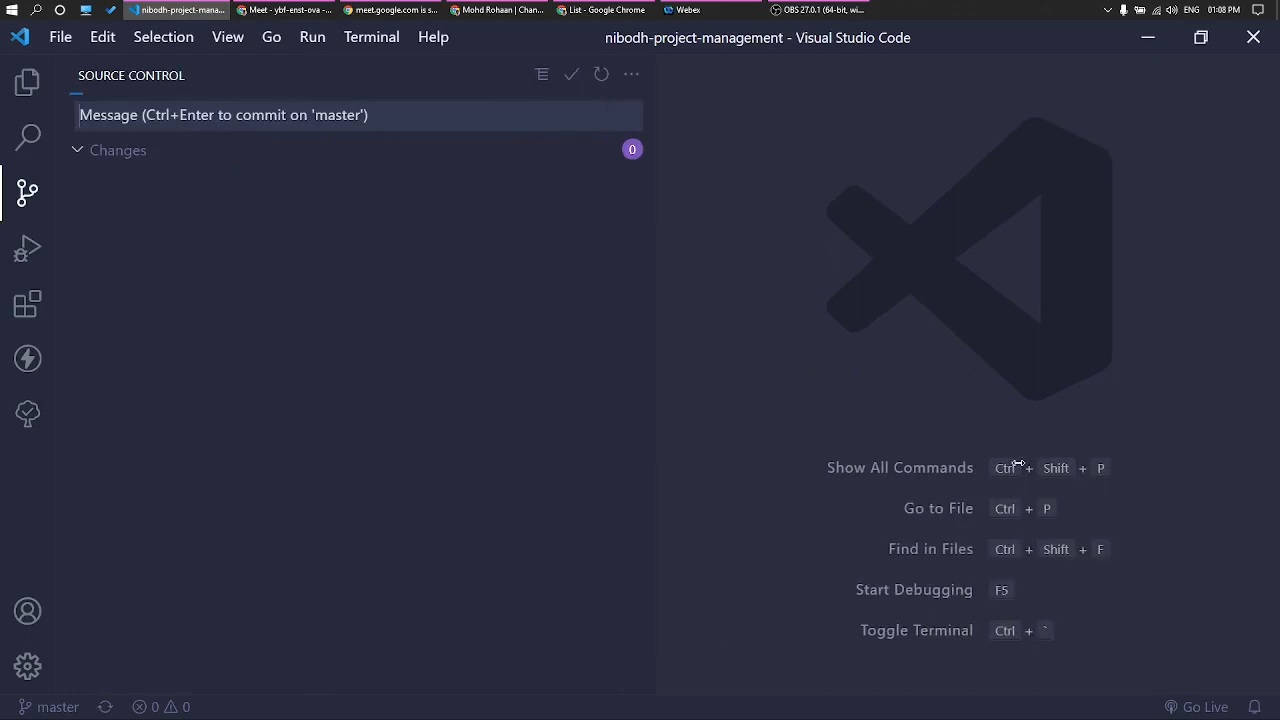 nibodh-project-mana...
Meet - ybf-enst-ova -...
meet.google.com is s...
Mohd Rohaan | Chan...
List - Google Chrome
Webex
OBS 27.0.1 (64-bit, wi...
ENG
01:08 PM
File
Edit
Selection
View
Go
Run
Terminal
Help
nibodh-project-management - Visual Studio Code
SOURCE CONTROL
Message (Ctrl+Enter to commit on 'master')
Changes
0
Show All Commands Ctrl + Shift + P
Go to File Ctrl + P
Find in Files Ctrl + Shift + F
Start Debugging F5
Toggle Terminal Ctrl + `
master
0
0
Go Live